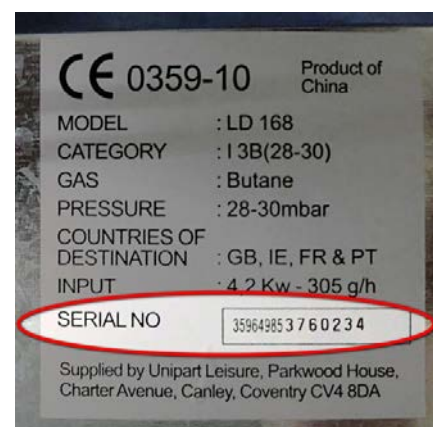 CE 0359-10 Product of
China
MODEL : LD 168
CATEGORY : I 3B(28-30)
GAS : Butane
PRESSURE : 28-30mbar
COUNTRIES OF
DESTINATION : GB, IE, FR & PT
INPUT : 4,2 Kw - 305 g/h
SERIAL NO 359649853760234
Supplied by Unipart Leisure, Parkwood House,
Charter Avenue, Canley, Coventry CV4 8DA